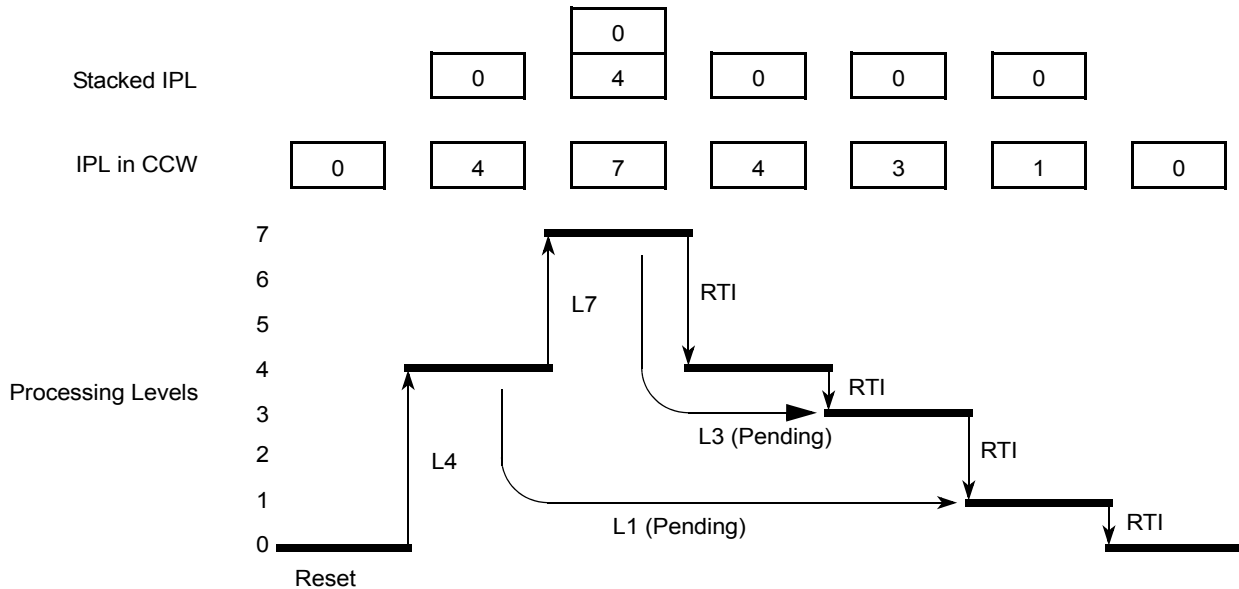 0
Stacked IPL 0 4 0 0 0
IPL in CCW 0 4 7 4 3 1 0
7
6
L7 RTI
5
4
Processing Levels
RTI
3
L3 (Pending)
2
L4 RTI
1
L1 (Pending) RTI
0
Reset